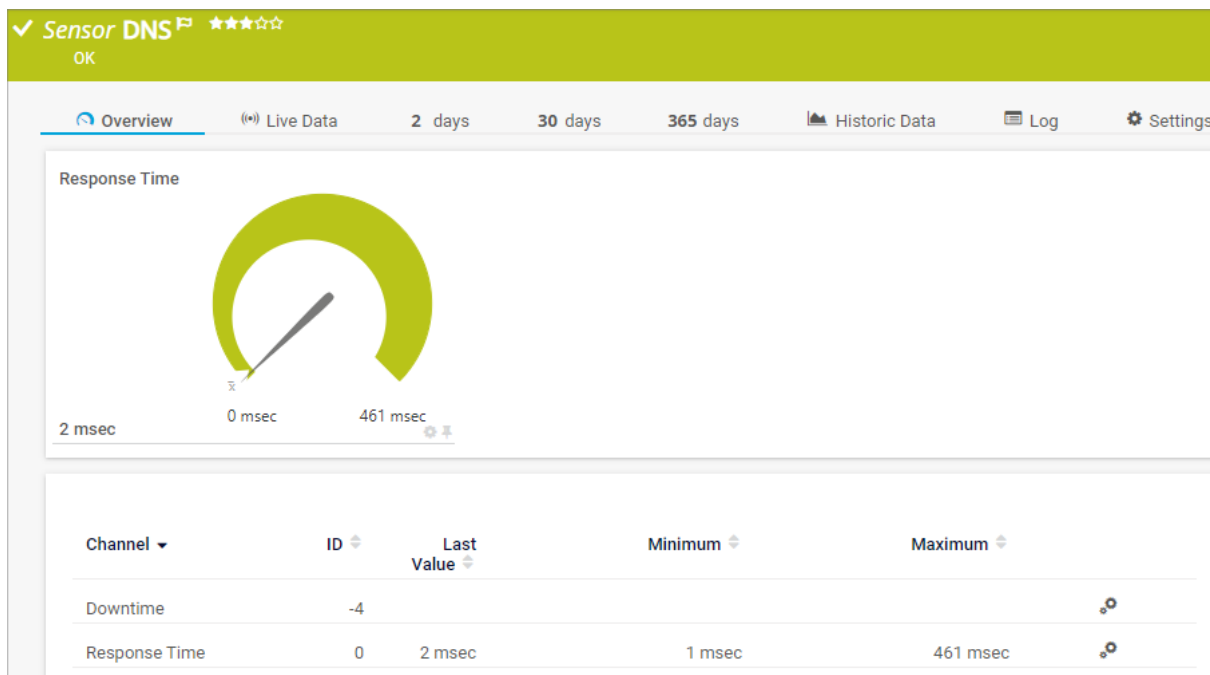 Sensor DNS
OK
Overview Live Data 2 days 30 days 365 days Historic Data Log Settings
Response Time
x̄
0 msec 461 msec
2 msec
Channel ID Last Value Minimum Maximum
Downtime -4
Response Time 0 2 msec 1 msec 461 msec